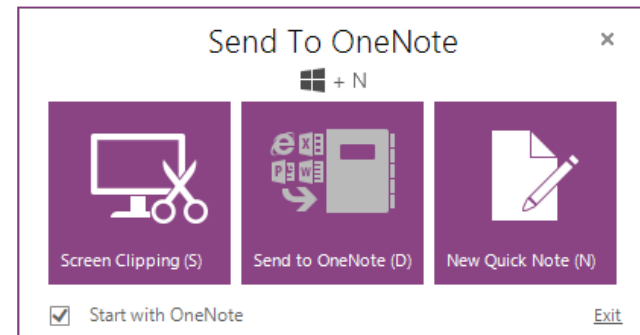 Send To OneNote
+ N
Screen Clipping (S)
Send to OneNote (D)
New Quick Note (N)
Start with OneNote
Exit